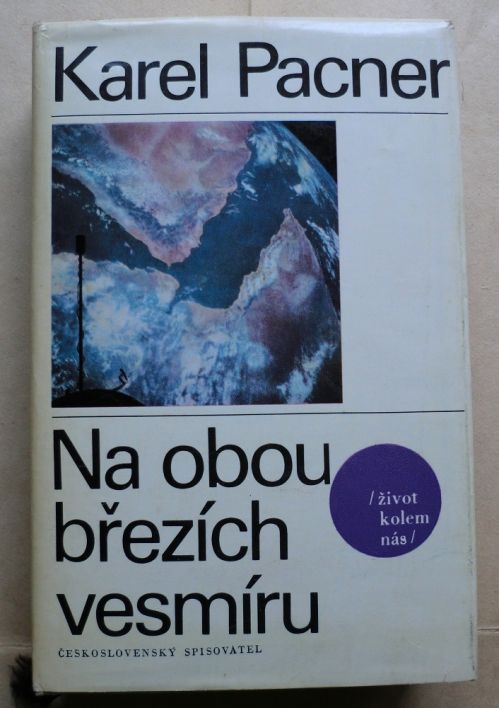 Karel Pacner
Na obou
březích
vesmíru
/život
kolem
nás/
ČESKOSLOVENSKÝ SPISOVATEL